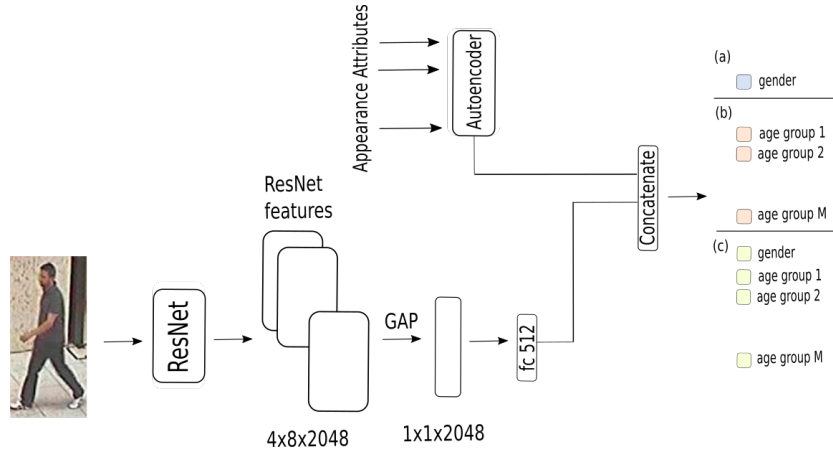 Appearance Attributes
Autoencoder
ResNet
features
ResNet
4x8x2048
GAP
1x1x2048
fc 512
Concatenate
(a)
gender
(b)
age group 1
age group 2
age group M
(c)
gender
age group 1
age group 2
age group M